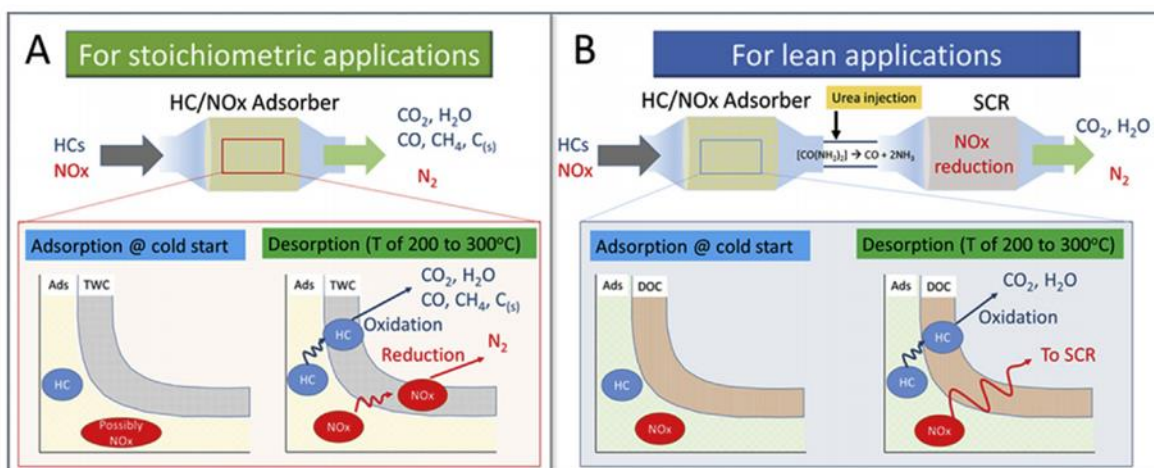 A
For stoichiometric applications
HC/NOx Adsorber
HCs
NOx
CO₂, H₂O
CO, CH₄, C₍ₛ₎
N₂
Adsorption @ cold start
Ads
TWC
HC
Possibly
NOx
Desorption (T of 200 to 300°C)
Ads
TWC
CO₂, H₂O
CO, CH₄, C₍ₛ₎
HC
Oxidation
HC
Reduction
N₂
NOx
NOx
B
For lean applications
HC/NOx Adsorber
Urea injection
SCR
HCs
NOx
[CO(NH₂)₂] → CO + 2NH₃
NOx
reduction
CO₂, H₂O
N₂
Adsorption @ cold start
Ads
DOC
HC
NOx
Desorption (T of 200 to 300°C)
Ads
DOC
CO₂, H₂O
HC
Oxidation
HC
To SCR
NOx